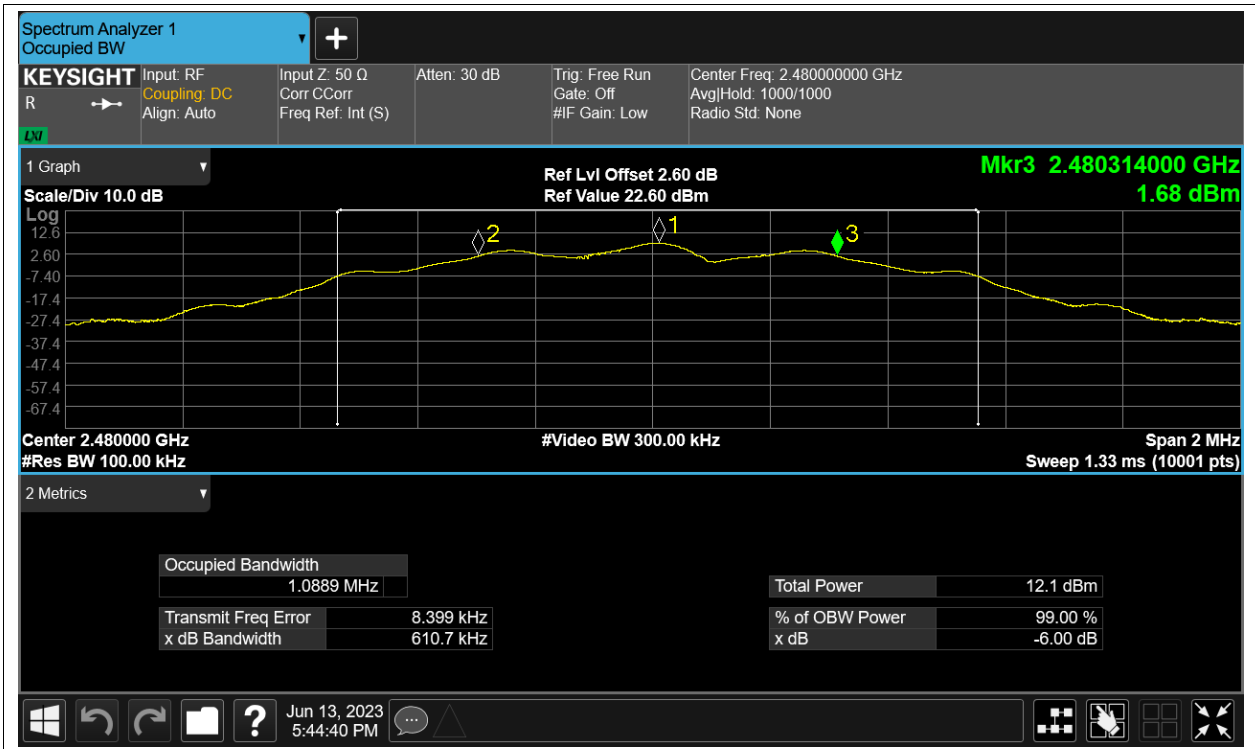 Spectrum Analyzer 1
Occupied BW
KEYSIGHT
R
LXI
Input: RF
Coupling: DC
Align: Auto
Input Z: 50 Ω
Corr CCorr
Freq Ref: Int (S)
Atten: 30 dB
Trig: Free Run
Gate: Off
#IF Gain: Low
Center Freq: 2.480000000 GHz
Avg|Hold: 1000/1000
Radio Std: None
1 Graph
Scale/Div 10.0 dB
Ref Lvl Offset 2.60 dB
Ref Value 22.60 dBm
Mkr3 2.480314000 GHz
1.68 dBm
Log
12.6
2.60
-7.40
-17.4
-27.4
-37.4
-47.4
-57.4
-67.4
2
1
3
Center 2.480000 GHz
#Video BW 300.00 kHz
Span 2 MHz
#Res BW 100.00 kHz
Sweep 1.33 ms (10001 pts)
2 Metrics
Occupied Bandwidth
1.0889 MHz
Total Power 12.1 dBm
Transmit Freq Error 8.399 kHz
% of OBW Power 99.00 %
x dB Bandwidth 610.7 kHz
x dB -6.00 dB
?
Jun 13, 2023
5:44:40 PM